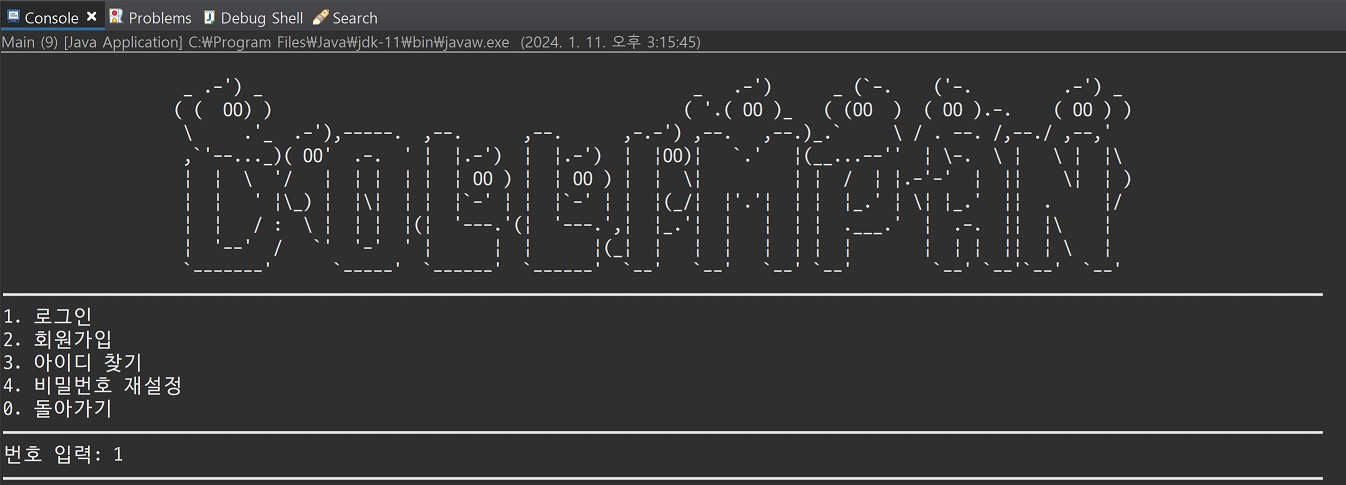 Console Problems Debug Shell Search
Main (9) [Java Application] C:₩Program Files₩Java₩jdk-11₩bin₩javaw.exe (2024. 1. 11. 오후 3:15:45)
DOLLIMPAN
1. 로그인
2. 회원가입
3. 아이디 찾기
4. 비밀번호 재설정
0. 돌아가기
번호 입력: 1